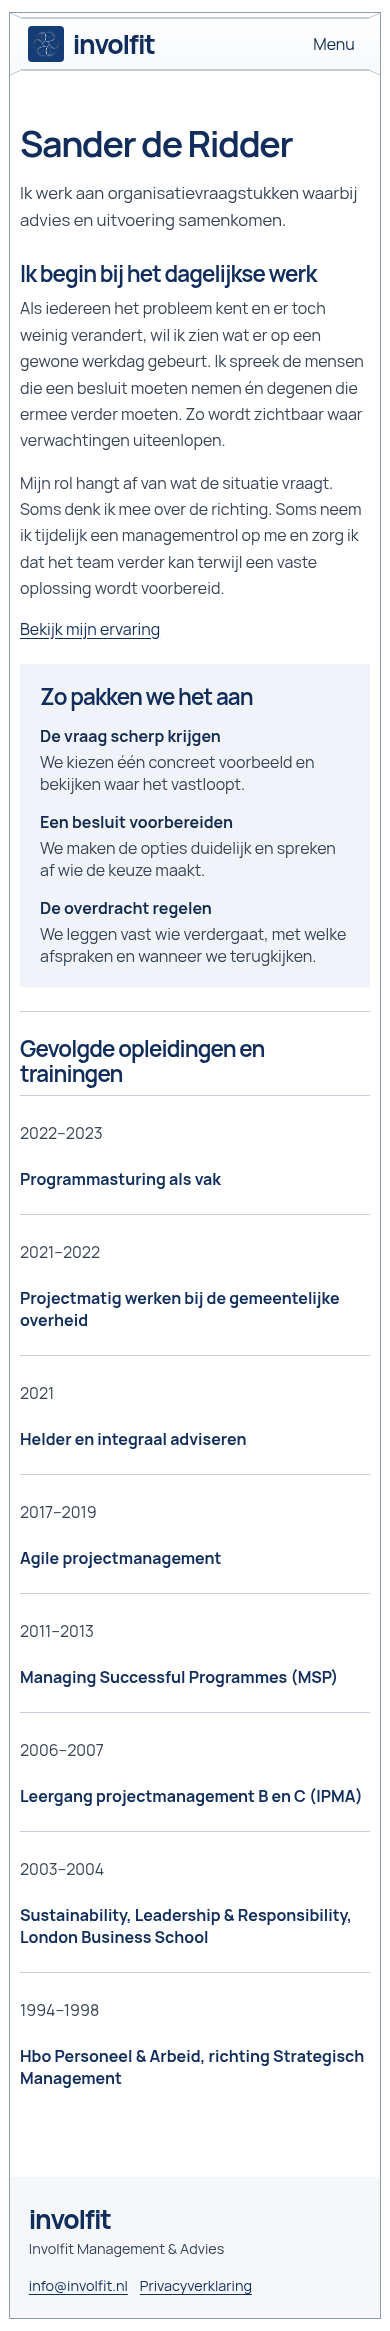 involfit
Menu
Sander de Ridder
Ik werk aan organisatievraagstukken waarbij
advies en uitvoering samenkomen.
Ik begin bij het dagelijkse werk
Als iedereen het probleem kent en er toch
weinig verandert, wil ik zien wat er op een
gewone werkdag gebeurt. Ik spreek de mensen
die een besluit moeten nemen én degenen die
ermee verder moeten. Zo wordt zichtbaar waar
verwachtingen uiteenlopen.
Mijn rol hangt af van wat de situatie vraagt.
Soms denk ik mee over de richting. Soms neem
ik tijdelijk een managementrol op me en zorg ik
dat het team verder kan terwijl een vaste
oplossing wordt voorbereid.
Bekijk mijn ervaring
Zo pakken we het aan
De vraag scherp krijgen
We kiezen één concreet voorbeeld en
bekijken waar het vastloopt.
Een besluit voorbereiden
We maken de opties duidelijk en spreken
af wie de keuze maakt.
De overdracht regelen
We leggen vast wie verdergaat, met welke
afspraken en wanneer we terugkijken.
Gevolgde opleidingen en
trainingen
2022–2023
Programmasturing als vak
2021–2022
Projectmatig werken bij de gemeentelijke
overheid
2021
Helder en integraal adviseren
2017–2019
Agile projectmanagement
2011–2013
Managing Successful Programmes (MSP)
2006–2007
Leergang projectmanagement B en C (IPMA)
2003–2004
Sustainability, Leadership & Responsibility,
London Business School
1994–1998
Hbo Personeel & Arbeid, richting Strategisch
Management
involfit
Involfit Management & Advies
info@involfit.nl Privacyverklaring